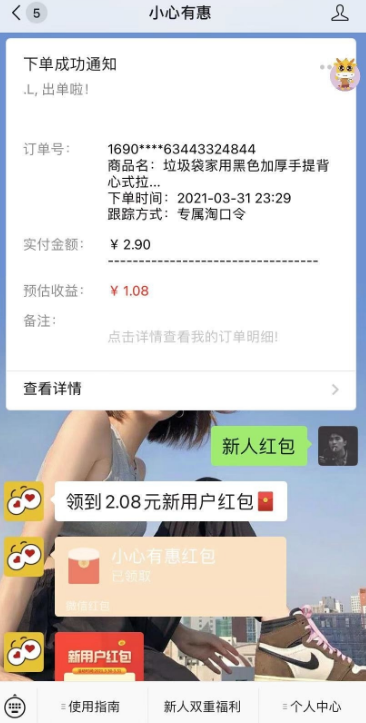 5
小心有惠
下单成功通知
.L, 出单啦!
订单号: 1690****63443324844
商品名: 垃圾袋家用黑色加厚手提背
心式拉...
下单时间: 2021-03-31 23:29
跟踪方式: 专属淘口令
实付金额: ¥ 2.90
----------------------------------
预估收益: ¥ 1.08
备注:
点击详情查看我的订单明细!
查看详情
新人红包
领到2.08元新用户红包
小心有惠红包
已领取
微信红包
新用户红包
使用指南
新人双重福利
个人中心